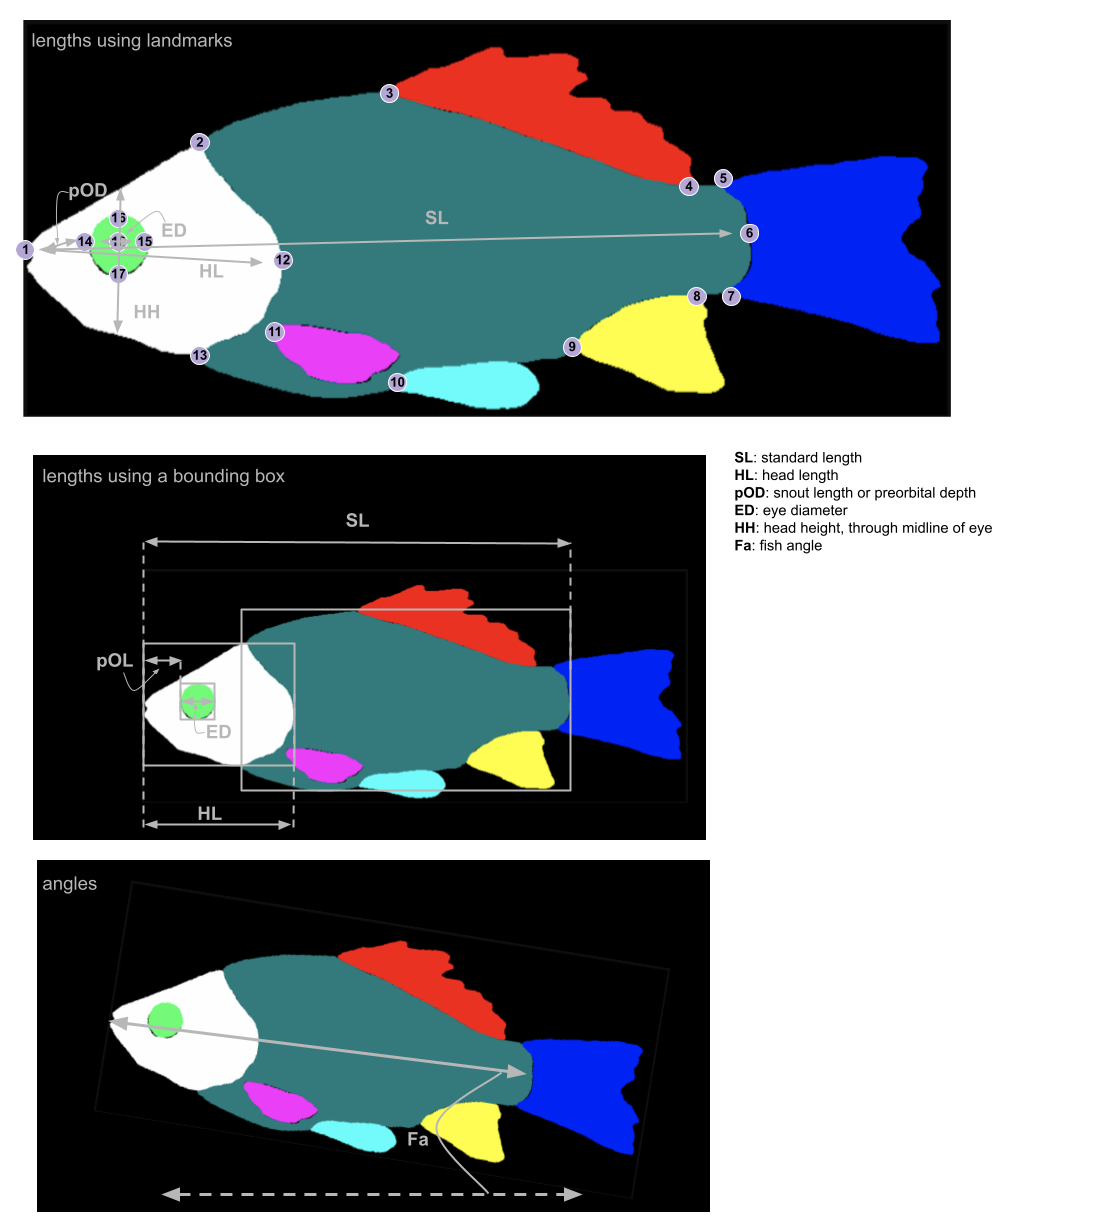 lengths using landmarks
3
2
5
4
pOD
16
SL
ED
6
14
18
15
1
12
HL
17
8
7
HH
11
9
13
10
SL: standard length
HL: head length
pOD: snout length or preorbital depth
ED: eye diameter
HH: head height, through midline of eye
Fa: fish angle
lengths using a bounding box
SL
pOL
ED
HL
angles
Fa